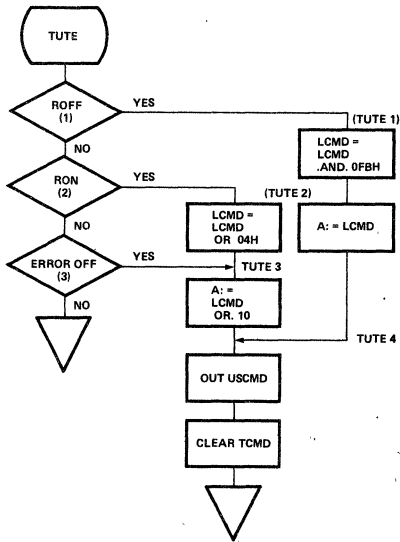 TUTE
ROFF
(1)
YES
NO
(TUTE 1)
LCMD =
LCMD
.AND. 0FBH
RON
(2)
YES
NO
(TUTE 2)
LCMD =
LCMD
OR 04H
A: = LCMD
ERROR OFF
(3)
YES
NO
TUTE 3
A: =
LCMD
OR. 10
TUTE 4
OUT USCMD
CLEAR TCMD